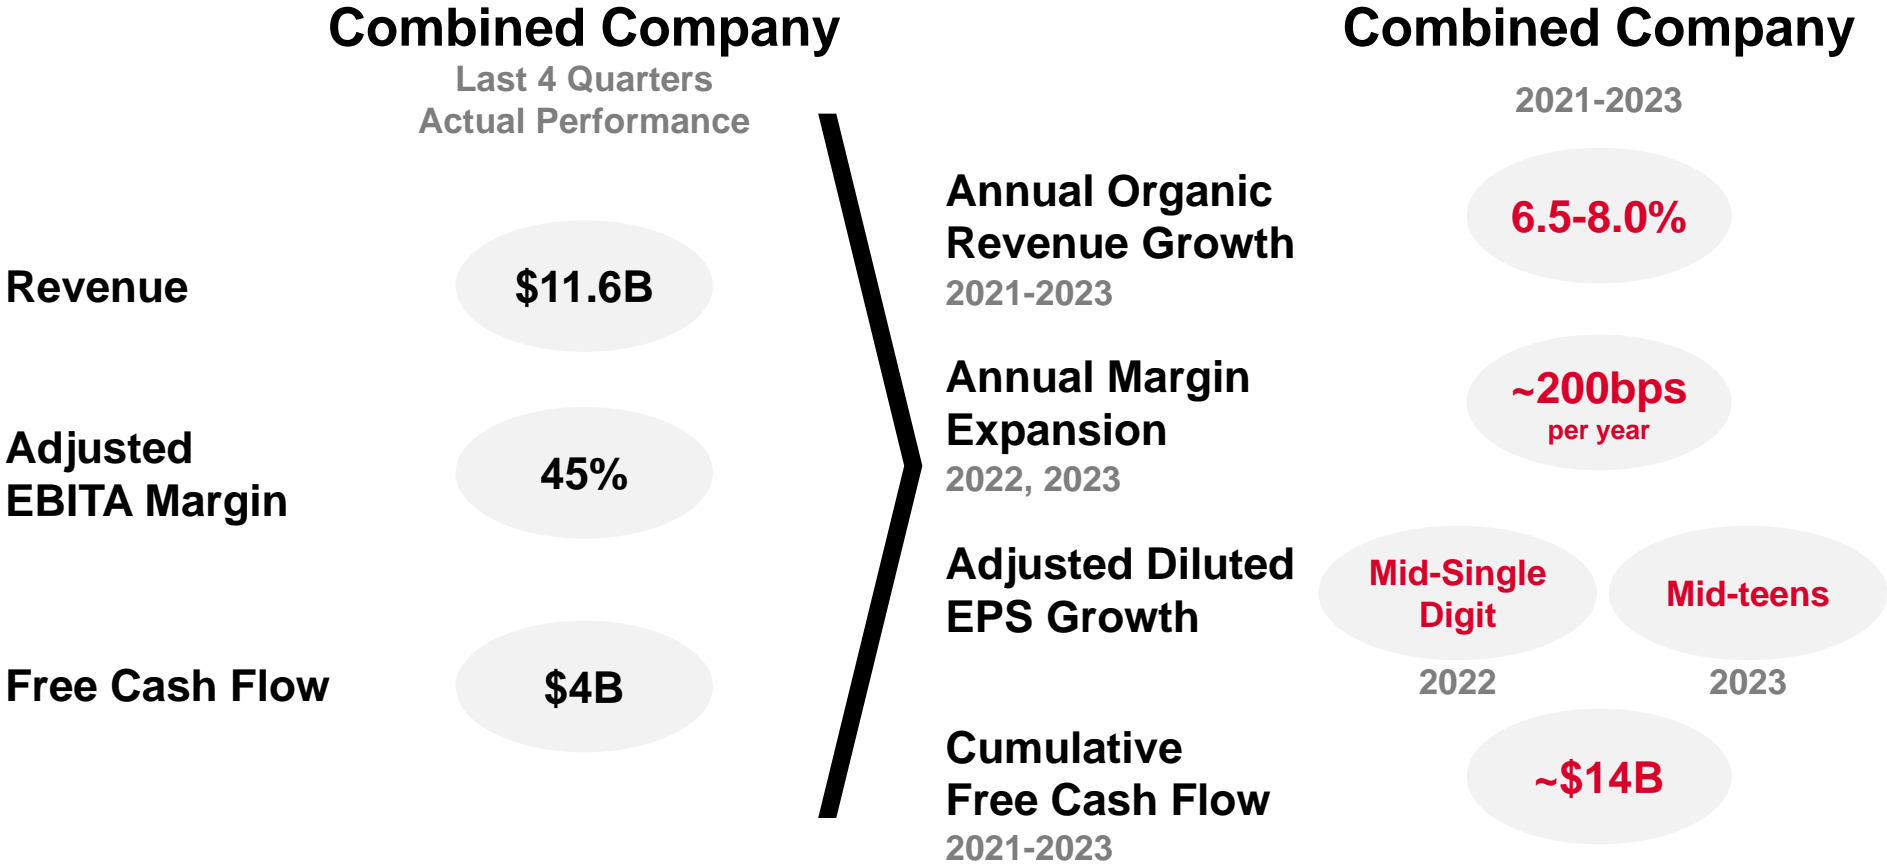 Combined Company
Last 4 Quarters
Actual Performance
Revenue
$11.6B
Adjusted
EBITA Margin
45%
Free Cash Flow
$4B
Combined Company
2021-2023
Annual Organic
Revenue Growth
2021-2023
6.5-8.0%
Annual Margin
Expansion
2022, 2023
~200bps
per year
Adjusted Diluted
EPS Growth
Mid-Single
Digit
2022
Mid-teens
2023
Cumulative
Free Cash Flow
2021-2023
~$14B